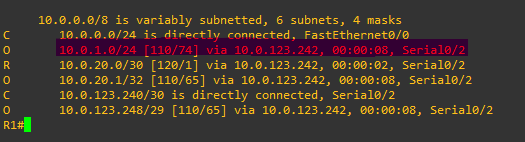 10.0.0.0/8 is variably subnetted, 6 subnets, 4 masks
C 10.0.0.0/24 is directly connected, FastEthernet0/0
O 10.0.1.0/24 [110/74] via 10.0.123.242, 00:00:08, Serial0/2
R 10.0.20.0/30 [120/1] via 10.0.123.242, 00:00:02, Serial0/2
O 10.0.20.1/32 [110/65] via 10.0.123.242, 00:00:08, Serial0/2
C 10.0.123.240/30 is directly connected, Serial0/2
O 10.0.123.248/29 [110/65] via 10.0.123.242, 00:00:08, Serial0/2
R1#